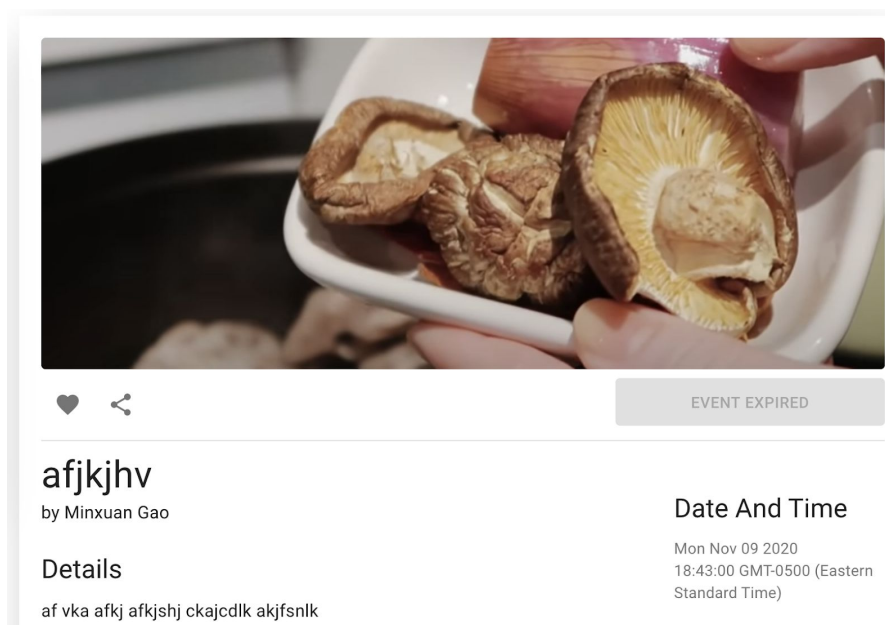 EVENT EXPIRED
afjkjhv
by Minxuan Gao
Details
af vka afkj afkjshj ckajcdlk akjfsnlk
Date And Time
Mon Nov 09 2020
18:43:00 GMT-0500 (Eastern
Standard Time)